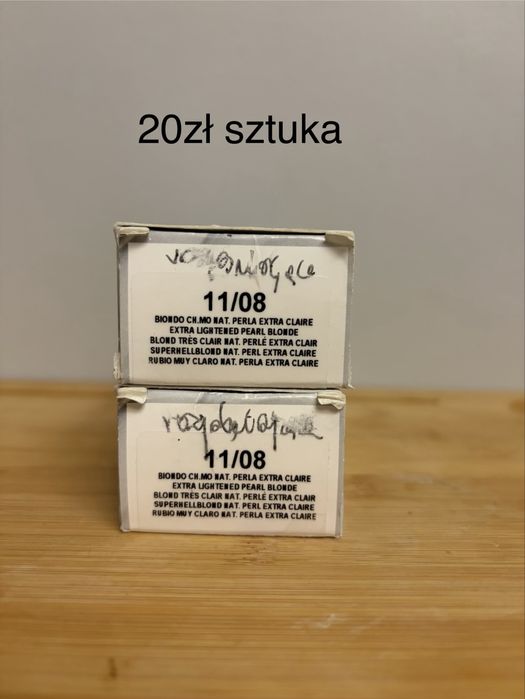 20zł sztuka
11/08
BIONDO CH.MO NAT. PERLA EXTRA CLAIRE
EXTRA LIGHTENED PEARL BLONDE
BLOND TRÈS CLAIR NAT. PERLÉ EXTRA CLAIR
SUPERHELLBLOND NAT. PERL EXTRA CLAIRE
RUBIO MUY CLARO NAT. PERLA EXTRA CLAIRE
11/08
BIONDO CH.MO NAT. PERLA EXTRA CLAIRE
EXTRA LIGHTENED PEARL BLONDE
BLOND TRÈS CLAIR NAT. PERLÉ EXTRA CLAIR
SUPERHELLBLOND NAT. PERL EXTRA CLAIRE
RUBIO MUY CLARO NAT. PERLA EXTRA CLAIRE